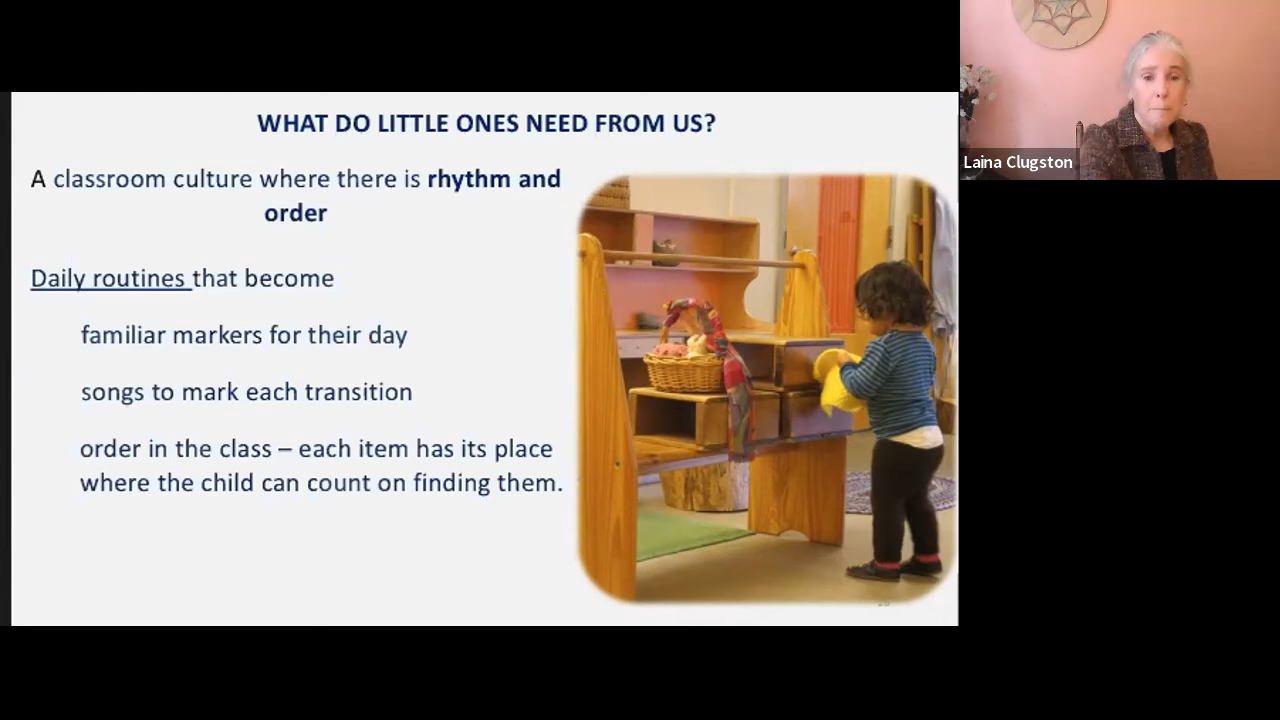 WHAT DO LITTLE ONES NEED FROM US?
A classroom culture where there is rhythm and
order
Daily routines that become
familiar markers for their day
songs to mark each transition
order in the class – each item has its place
where the child can count on finding them.
Laina Clugston